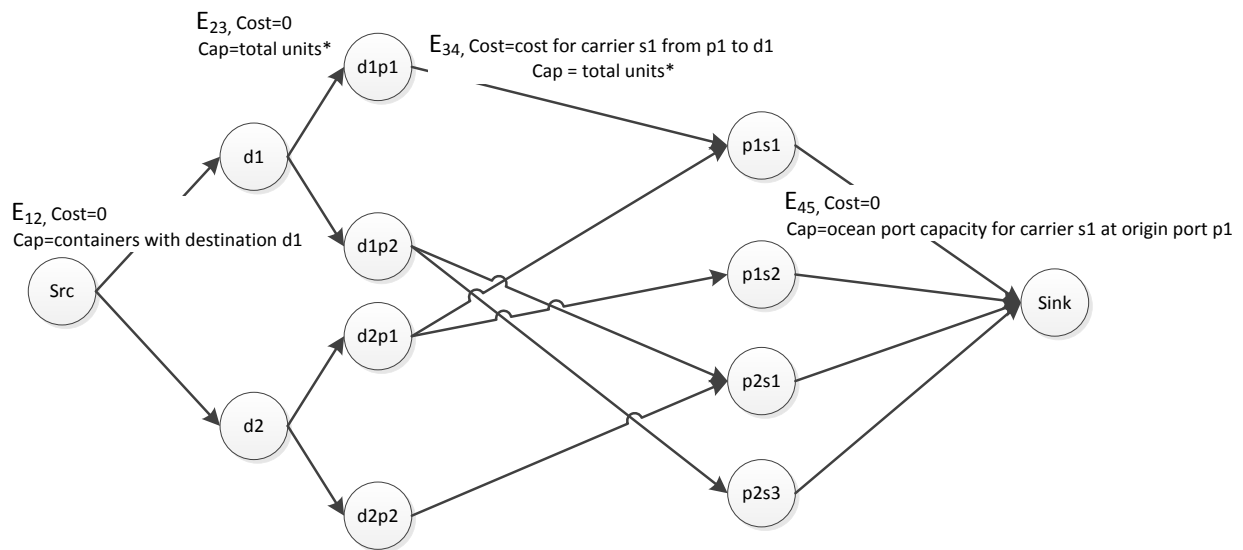 E23, Cost=0
Cap=total units*
d1p1
E34, Cost=cost for carrier s1 from p1 to d1
Cap = total units*
d1
p1s1
E12, Cost=0
Cap=containers with destination d1
E45, Cost=0
Cap=ocean port capacity for carrier s1 at origin port p1
d1p2
Src
p1s2
Sink
d2p1
p2s1
d2
p2s3
d2p2